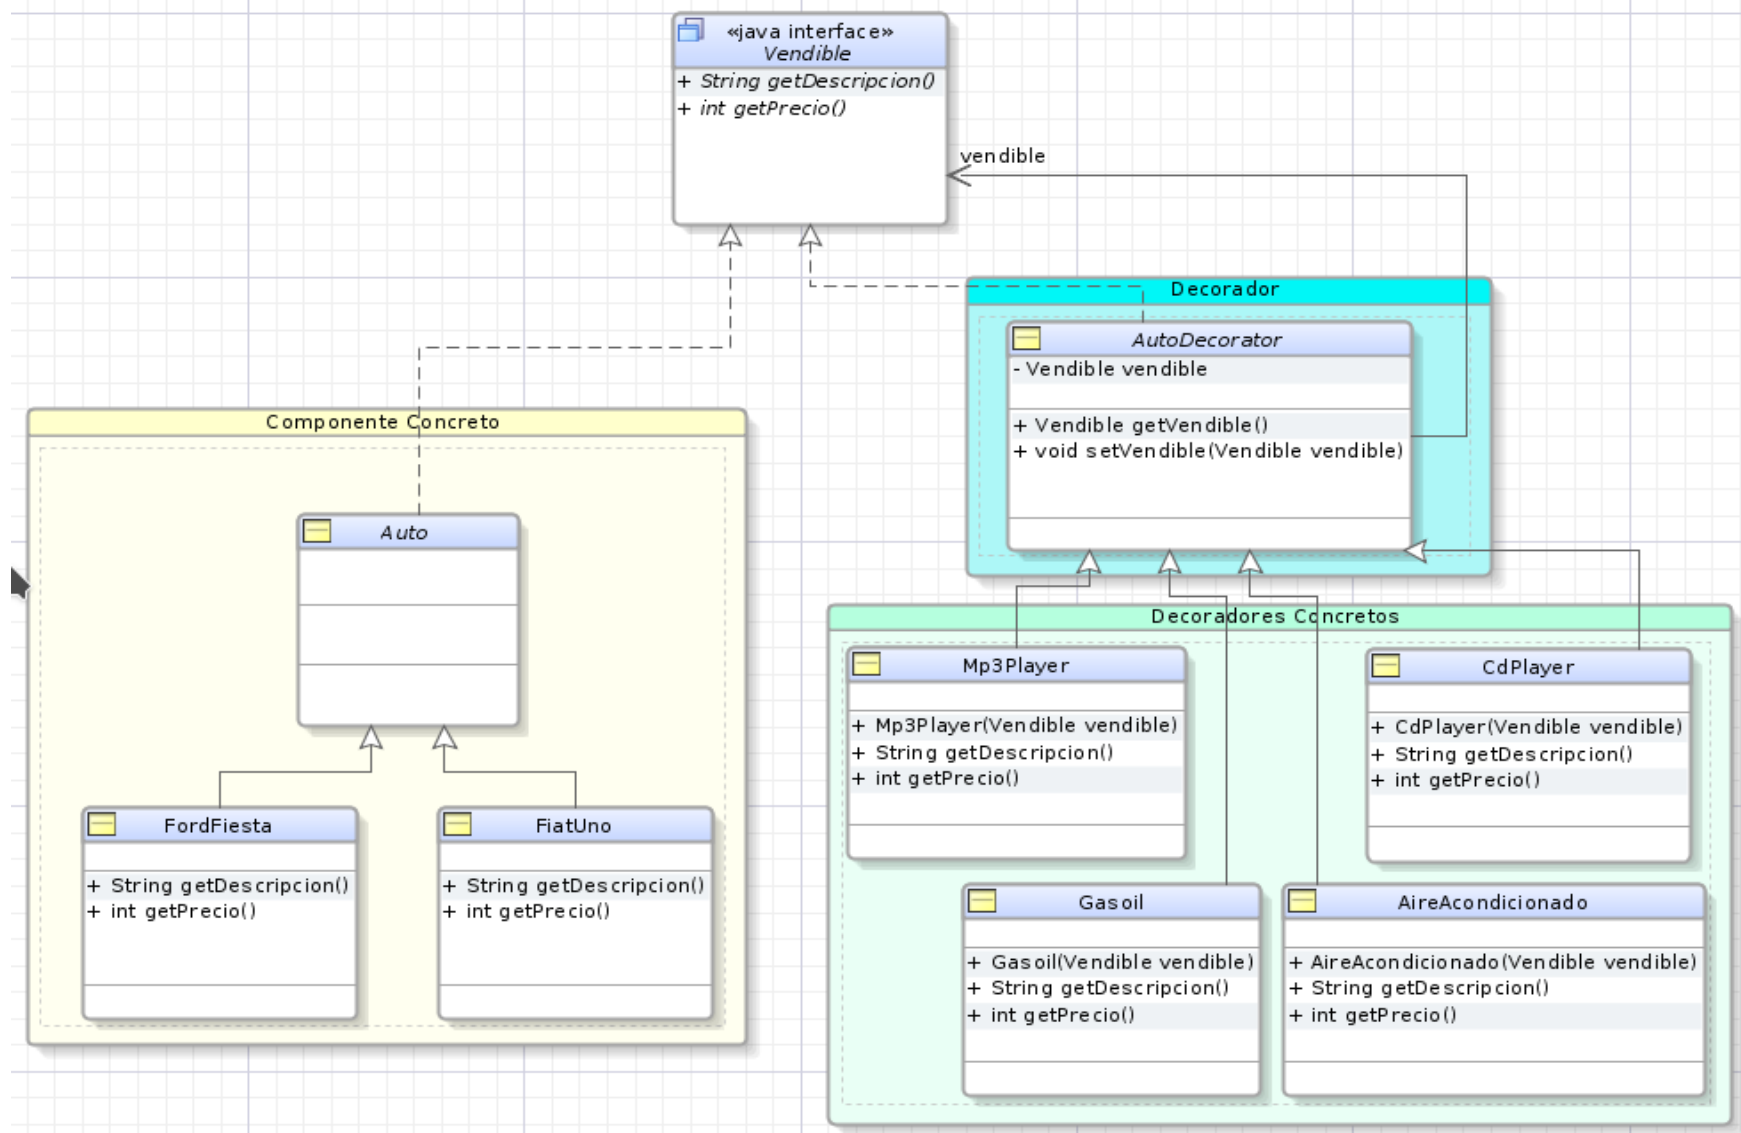 «java interface»
Vendible
+ String getDescripcion()
+ int getPrecio()
vendible
Decorador
AutoDecorator
- Vendible vendible
+ Vendible getVendible()
+ void setVendible(Vendible vendible)
Componente Concreto
Auto
FordFiesta
+ String getDescripcion()
+ int getPrecio()
FiatUno
+ String getDescripcion()
+ int getPrecio()
Decoradores Concretos
Mp3Player
+ Mp3Player(Vendible vendible)
+ String getDescripcion()
+ int getPrecio()
CdPlayer
+ CdPlayer(Vendible vendible)
+ String getDescripcion()
+ int getPrecio()
Gasoil
+ Gasoil(Vendible vendible)
+ String getDescripcion()
+ int getPrecio()
AireAcondicionado
+ AireAcondicionado(Vendible vendible)
+ String getDescripcion()
+ int getPrecio()